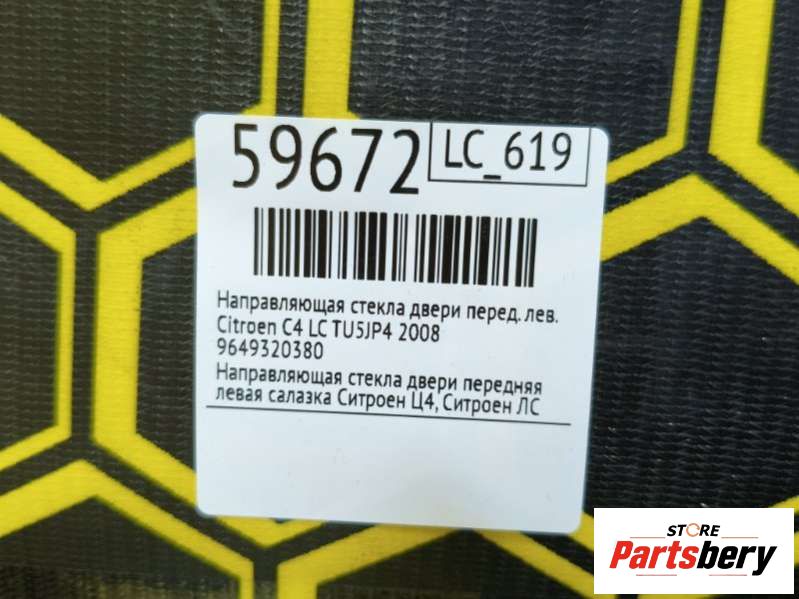 59672
LC_619
Направляющая стекла двери перед. лев.
Citroen C4 LC TU5JP4 2008
9649320380
Направляющая стекла двери передняя
левая салазка Ситроен Ц4, Ситроен ЛС
STORE
Partsbery